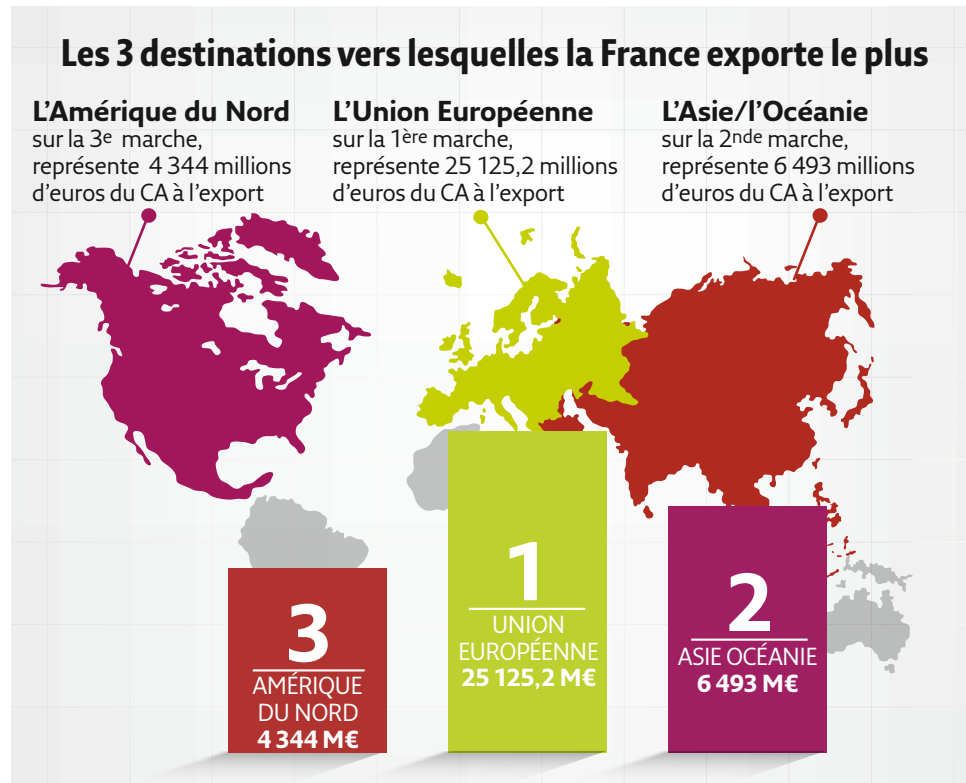 Les 3 destinations vers lesquelles la France exporte le plus
L'Amérique du Nord
sur la 3e marche,
représente 4 344 millions
d'euros du CA à l'export
L'Union Européenne
sur la 1ère marche,
représente 25 125,2 millions
d'euros du CA à l'export
L'Asie/l'Océanie
sur la 2nde marche,
représente 6 493 millions
d'euros du CA à l'export
3
AMÉRIQUE
DU NORD
4 344 M€
1
UNION
EUROPÉENNE
25 125,2 M€
2
ASIE OCÉANIE
6 493 M€